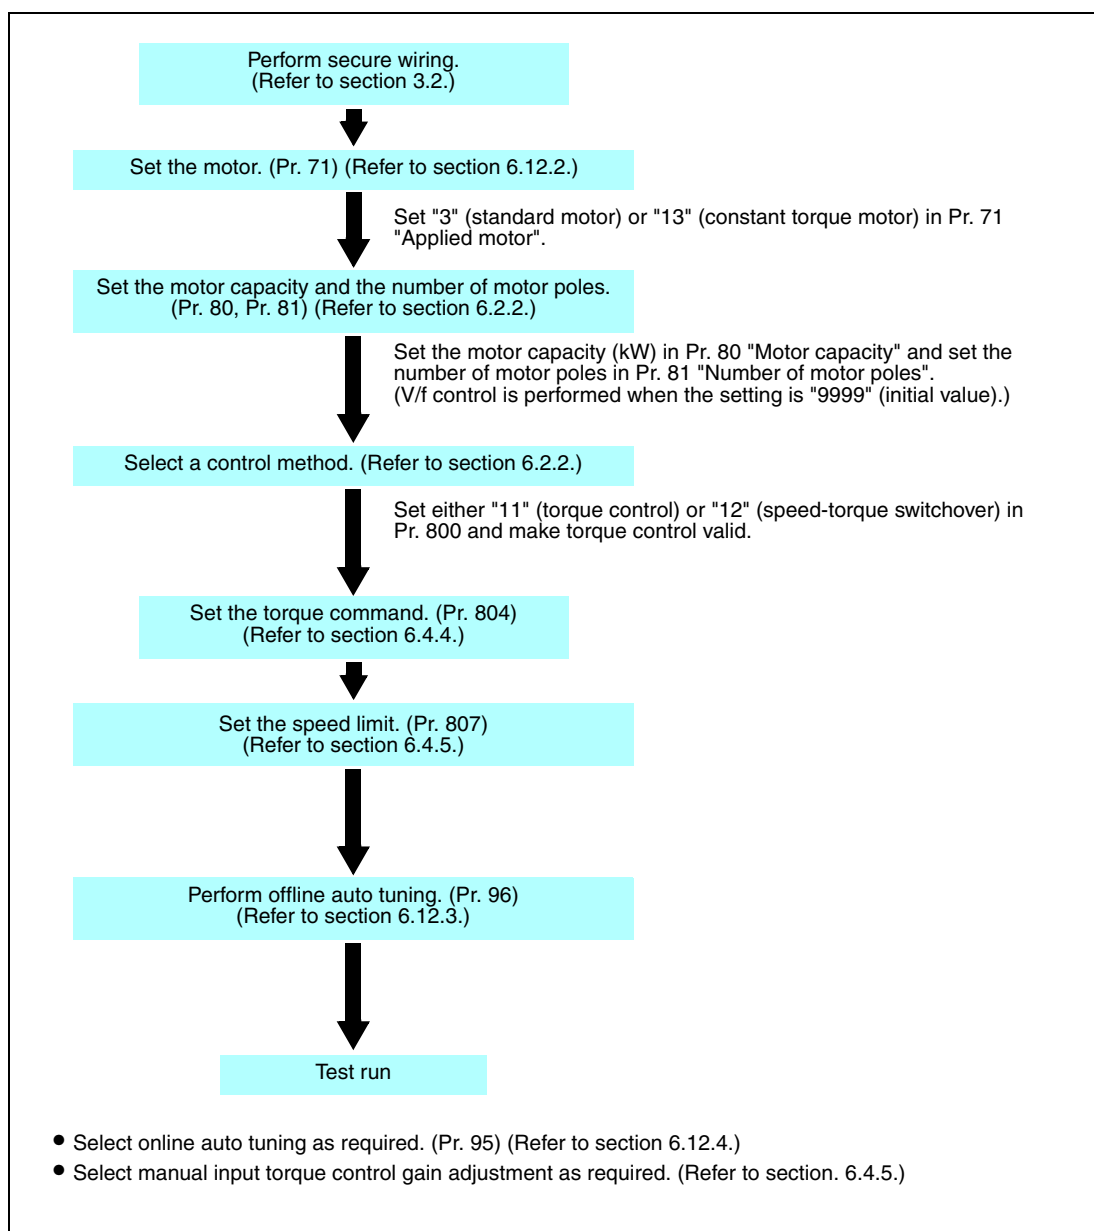 Perform secure wiring.
(Refer to section 3.2.)
Set the motor. (Pr. 71) (Refer to section 6.12.2.)
Set "3" (standard motor) or "13" (constant torque motor) in Pr. 71
"Applied motor".
Set the motor capacity and the number of motor poles.
(Pr. 80, Pr. 81) (Refer to section 6.2.2.)
Set the motor capacity (kW) in Pr. 80 "Motor capacity" and set the
number of motor poles in Pr. 81 "Number of motor poles".
(V/f control is performed when the setting is "9999" (initial value).)
Select a control method. (Refer to section 6.2.2.)
Set either "11" (torque control) or "12" (speed-torque switchover) in
Pr. 800 and make torque control valid.
Set the torque command. (Pr. 804)
(Refer to section 6.4.4.)
Set the speed limit. (Pr. 807)
(Refer to section 6.4.5.)
Perform offline auto tuning. (Pr. 96)
(Refer to section 6.12.3.)
Test run
● Select online auto tuning as required. (Pr. 95) (Refer to section 6.12.4.)
● Select manual input torque control gain adjustment as required. (Refer to section. 6.4.5.)